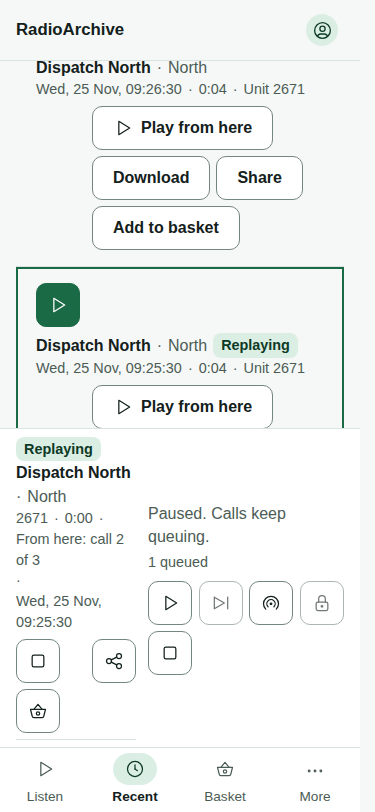 RadioArchive
Dispatch North · North
Wed, 25 Nov, 09:26:30 · 0:04 · Unit 2671
Play from here
Download
Share
Add to basket
Dispatch North · North Replaying
Wed, 25 Nov, 09:25:30 · 0:04 · Unit 2671
Play from here
Replaying
Dispatch North
· North
2671 · 0:00 ·
From here: call 2
of 3
·
Wed, 25 Nov,
09:25:30
Paused. Calls keep
queuing.
1 queued
Listen
Recent
Basket
More